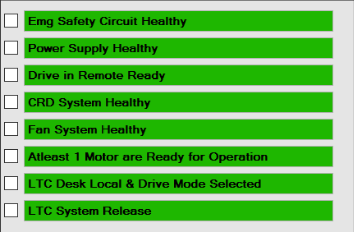 Emg Safety Circuit Healthy
Power Supply Healthy
Drive in Remote Ready
CRD System Healthy
Fan System Healthy
Atleast 1 Motor are Ready for Operation
LTC Desk Local & Drive Mode Selected
LTC System Release